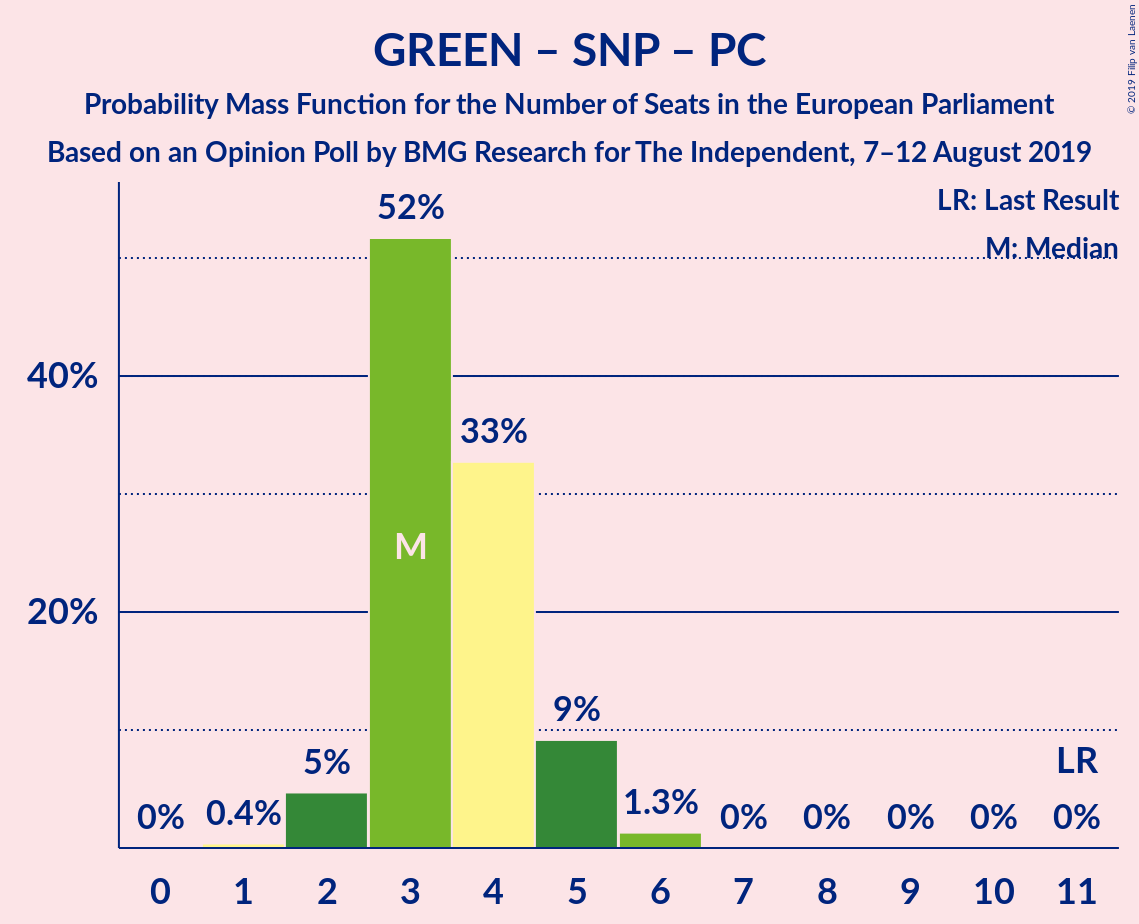 GREEN – SNP – PC
Probability Mass Function for the Number of Seats in the European Parliament
Based on an Opinion Poll by BMG Research for The Independent, 7–12 August 2019
© 2019 Filip van Laenen
LR: Last Result
M: Median
52%
40%
33%
M
20%
9%
5%
LR
0% 0.4% 1.3% 0% 0% 0% 0% 0%
0 1 2 3 4 5 6 7 8 9 10 11